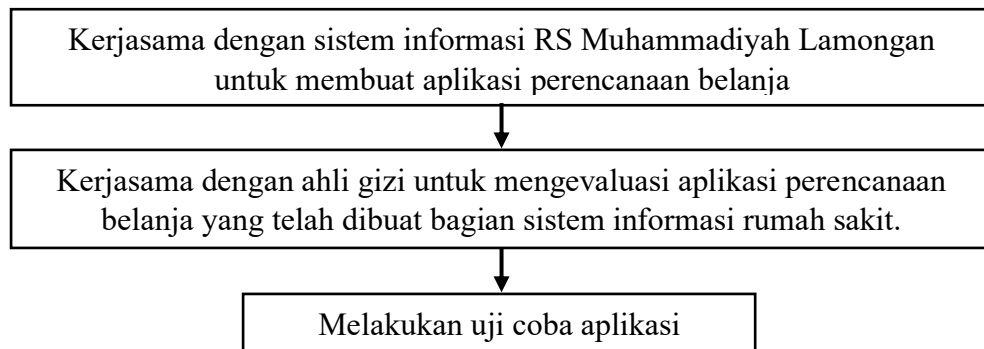 Kerjasama dengan sistem informasi RS Muhammadiyah Lamongan
untuk membuat aplikasi perencanaan belanja
Kerjasama dengan ahli gizi untuk mengevaluasi aplikasi perencanaan
belanja yang telah dibuat bagian sistem informasi rumah sakit.
Melakukan uji coba aplikasi